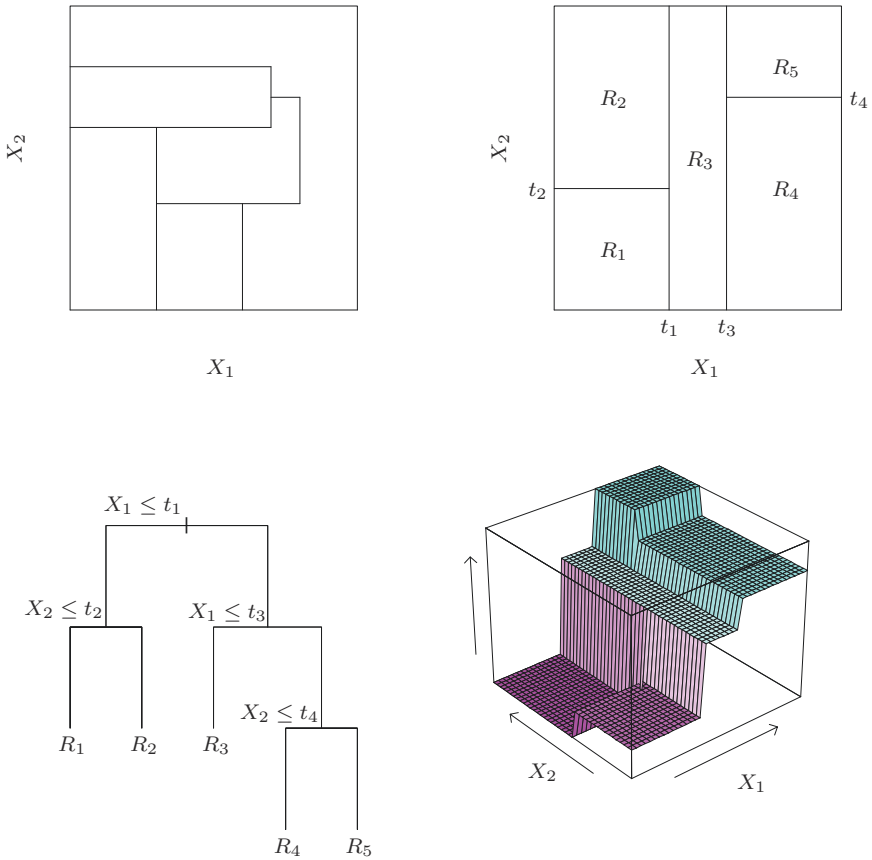 X₂
X₁
R₅
R₂
t₄
X₂
R₃
R₄
t₂
R₁
t₁ t₃
X₁
X₁ ≤ t₁
X₂ ≤ t₂ X₁ ≤ t₃
X₂ ≤ t₄
R₁ R₂ R₃
R₄ R₅
X₂ X₁